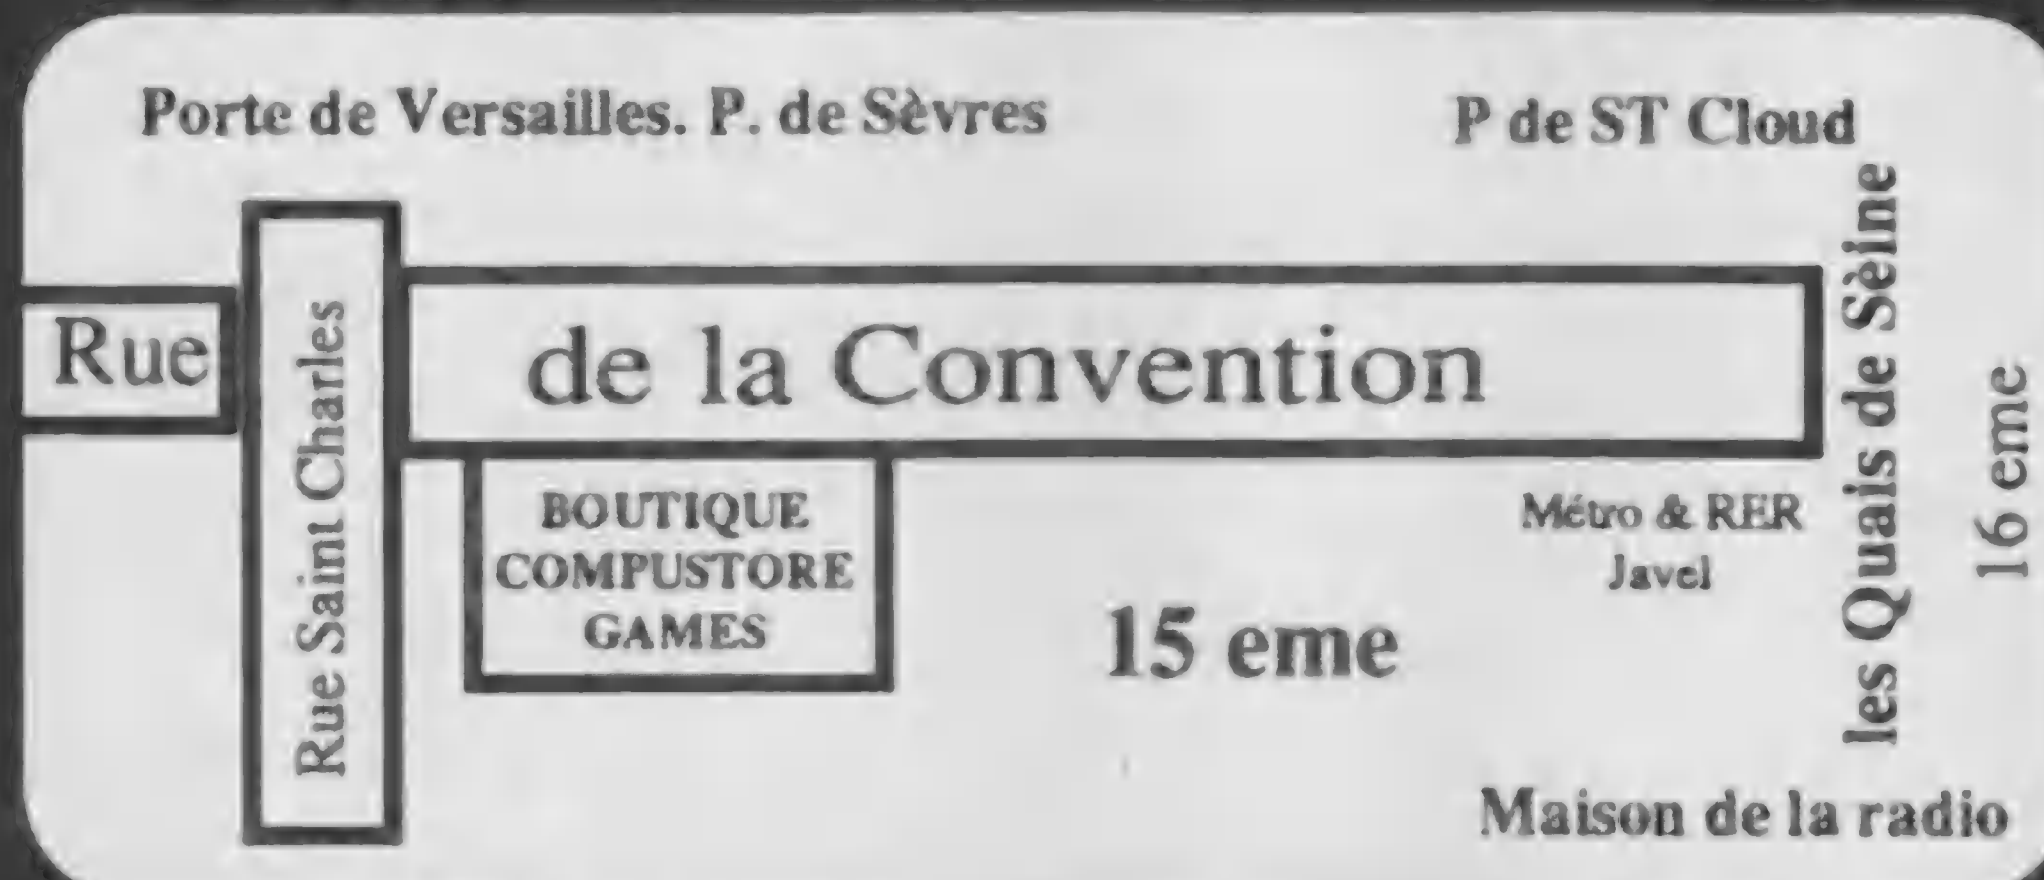 Porte de Versailles. P. de Sèvres
P de ST Cloud
Rue de la Convention
Rue Saint Charles
BOUTIQUE
COMPUSTORE
GAMES
15 eme
Métro & RER
Javel
les Quais de Sèine
16 eme
Maison de la radio